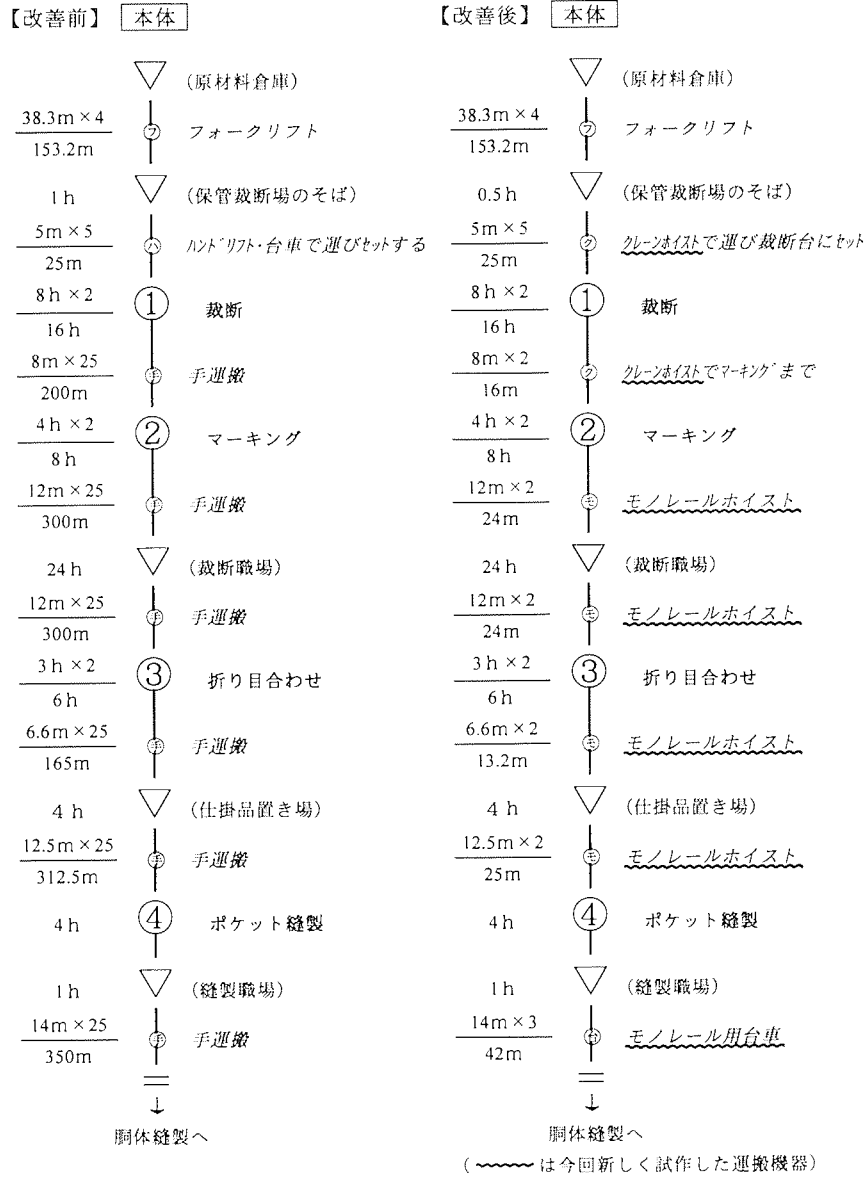 【改善前】 本体
(原材料倉庫)
38.3m×4
153.2m
フ
フォークリフト
1h
(保管裁断場のそば)
5m×5
25m
ハ
ハンドリフト・台車で運びセットする
8h×2
16h
①
裁断
8m×25
200m
手
手運搬
4h×2
8h
②
マーキング
12m×25
300m
手
手運搬
24h
(裁断職場)
12m×25
300m
手
手運搬
3h×2
6h
③
折り目合わせ
6.6m×25
165m
手
手運搬
4h
(仕掛品置き場)
12.5m×25
312.5m
手
手運搬
4h
④
ポケット縫製
1h
(縫製職場)
14m×25
350m
手
手運搬
胴体縫製へ
【改善後】 本体
(原材料倉庫)
38.3m×4
153.2m
フ
フォークリフト
0.5h
(保管裁断場のそば)
5m×5
25m
ク
クレーンホイストで運び裁断台にセット
8h×2
16h
①
裁断
8m×2
16m
ク
クレーンホイストでマーキングまで
4h×2
8h
②
マーキング
12m×2
24m
モ
モノレールホイスト
24h
(裁断職場)
12m×2
24m
モ
モノレールホイスト
3h×2
6h
③
折り目合わせ
6.6m×2
13.2m
モ
モノレールホイスト
4h
(仕掛品置き場)
12.5m×2
25m
モ
モノレールホイスト
4h
④
ポケット縫製
1h
(縫製職場)
14m×3
42m
台
モノレール用台車
胴体縫製へ
(は今回新しく試作した運搬機器)